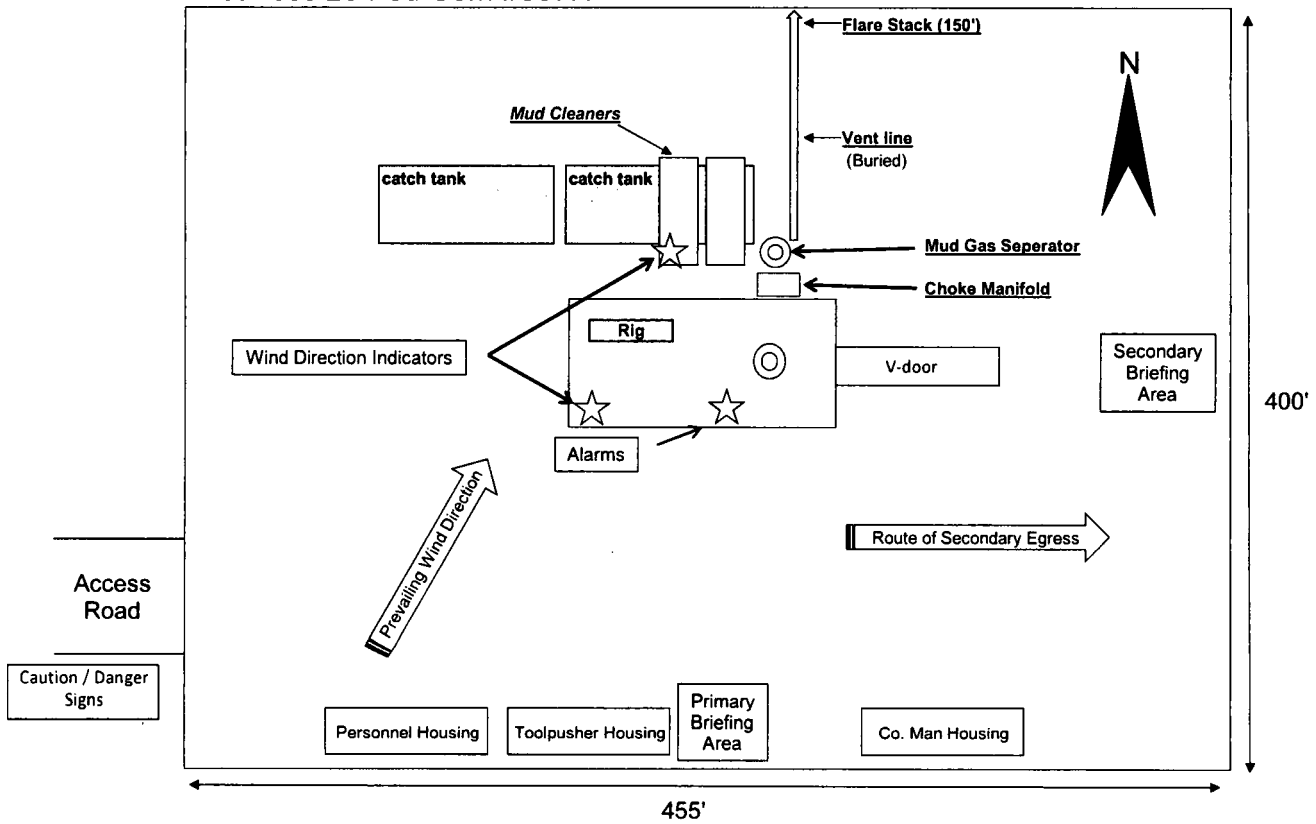 Flare Stack (150')
N
Mud Cleaners
Vent line
(Buried)
catch tank
catch tank
Mud Gas Seperator
Choke Manifold
Rig
Wind Direction Indicators
V-door
Secondary
Briefing
Area
400'
Alarms
Prevailing Wind Direction
Route of Secondary Egress
Access
Road
Caution / Danger
Signs
Personnel Housing
Toolpusher Housing
Primary
Briefing
Area
Co. Man Housing
455'